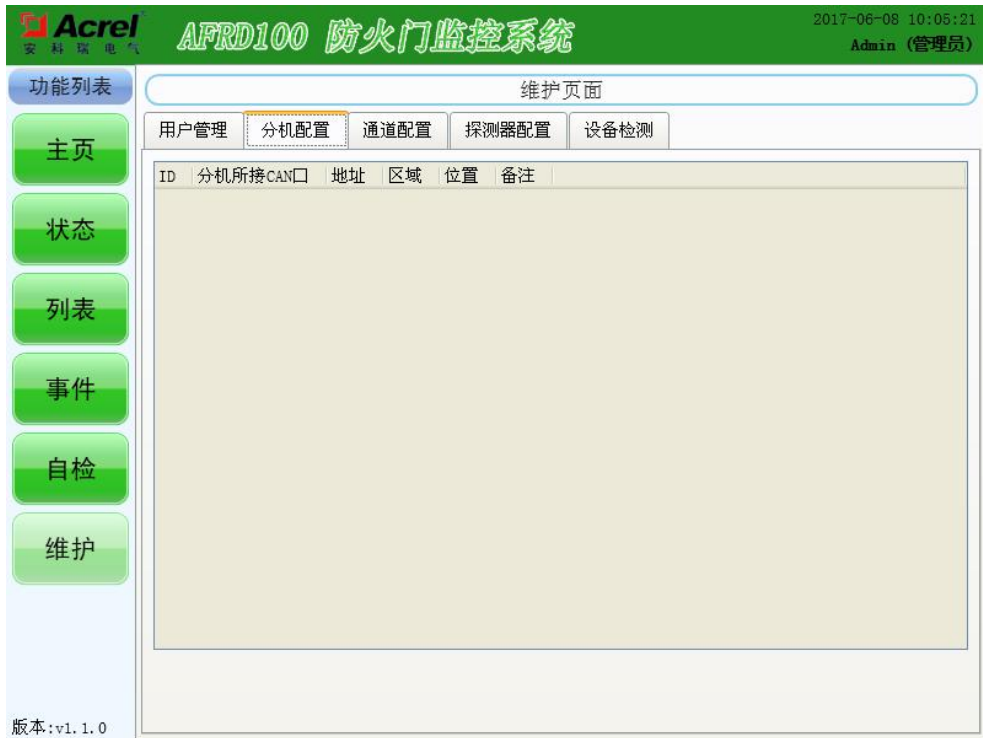 Acrel
安科瑞电气
AFRD100 防火门监控系统
2017-06-08 10:05:21
Admin (管理员)
功能列表
主页
状态
列表
事件
自检
维护
版本:v1.1.0
维护页面
用户管理 分机配置 通道配置 探测器配置 设备检测
ID 分机所接CAN口 地址 区域 位置 备注